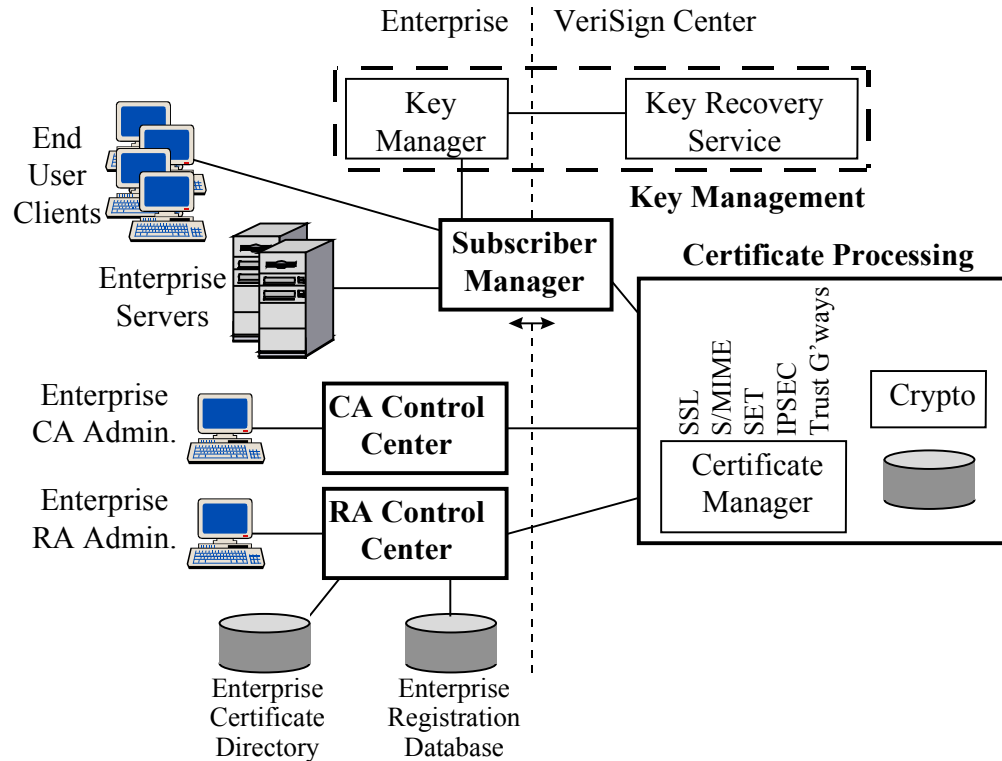 Enterprise
VeriSign Center
Key
Manager
Key Recovery
Service
Key Management
End
User
Clients
Subscriber
Manager
Enterprise
Servers
Certificate Processing
SSL
S/MIME
SET
IPSEC
Trust G'ways
Crypto
Certificate
Manager
Enterprise
CA Admin.
CA Control
Center
Enterprise
RA Admin.
RA Control
Center
Enterprise
Certificate
Directory
Enterprise
Registration
Database